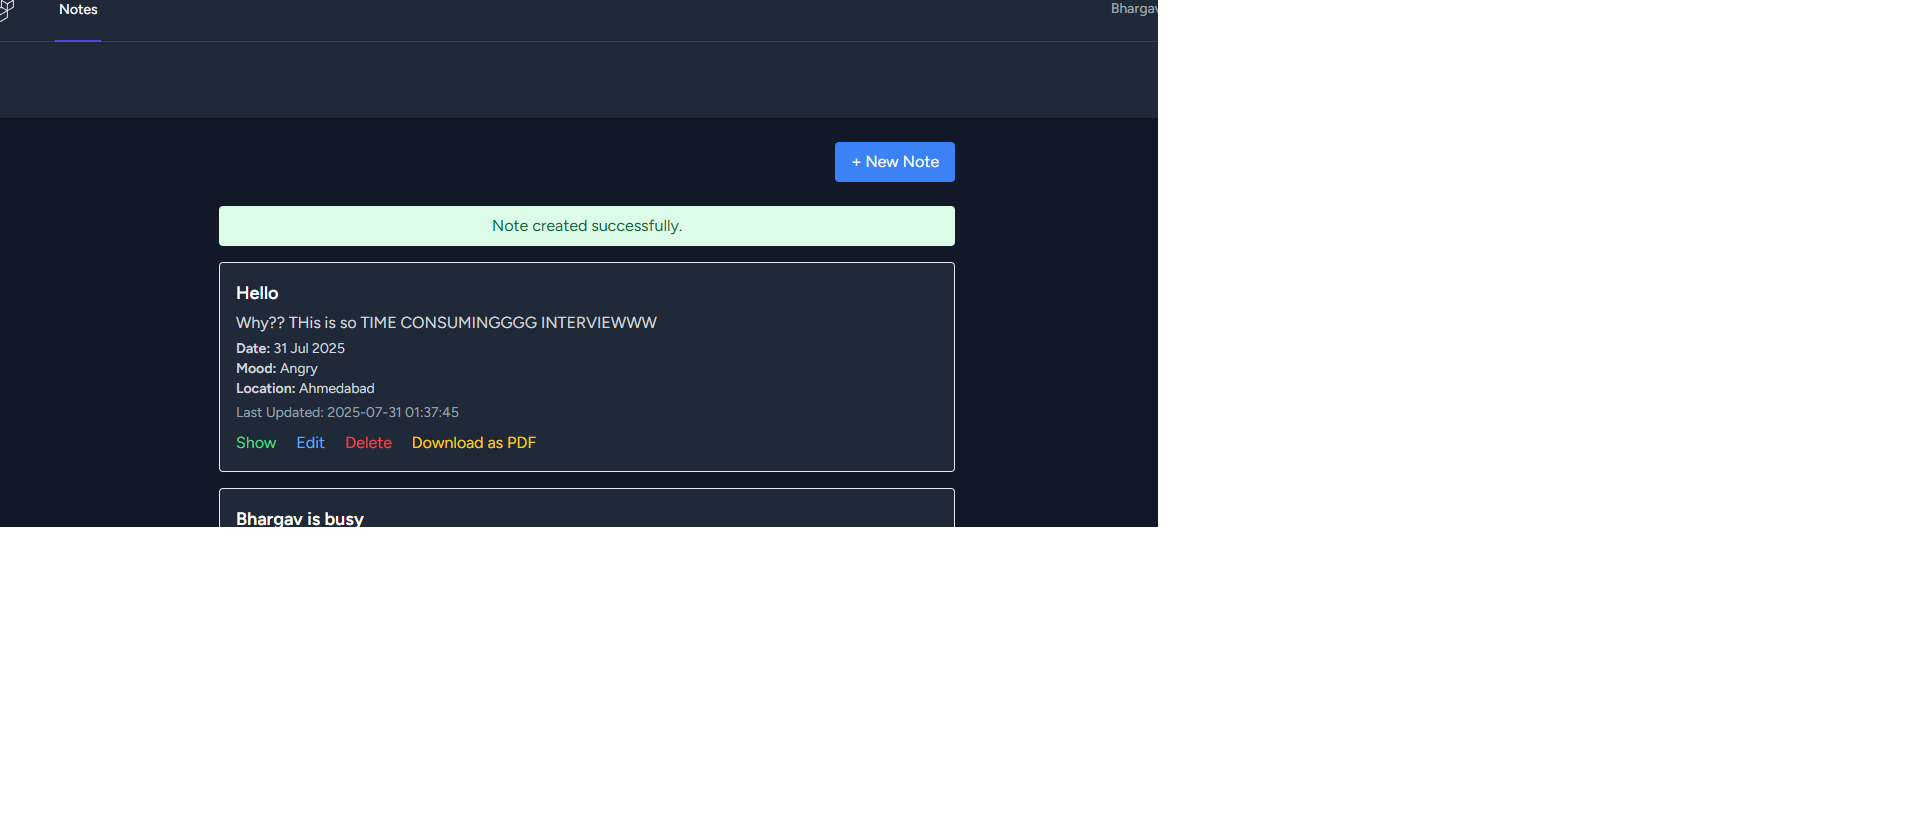 Notes
+ New Note
Note created successfully.
Hello
Why?? THis is so TIME CONSUMINGGGG INTERVIEWWW
Date: 31 Jul 2025
Mood: Angry
Location: Ahmedabad
Last Updated: 2025-07-31 01:37:45
Show Edit Delete Download as PDF
Bhargav is busy